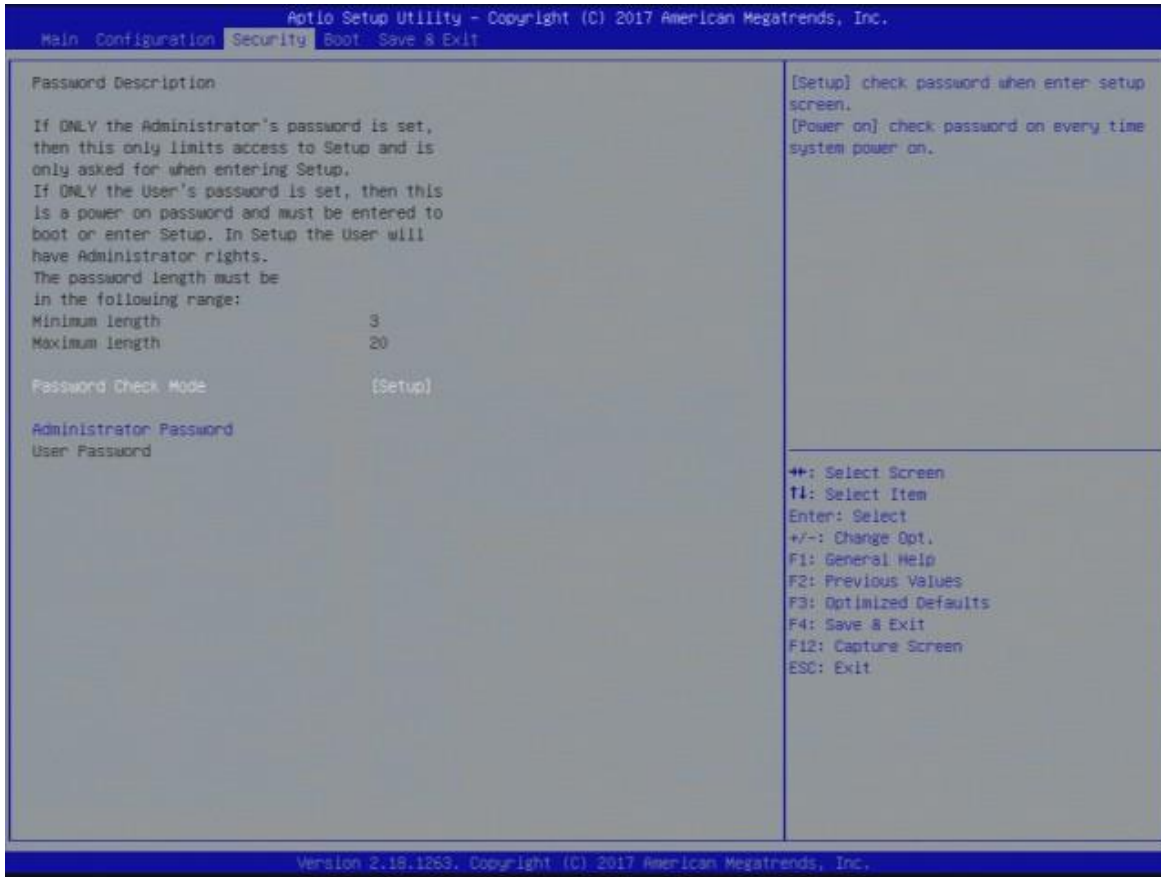 Aptio Setup Utility - Copyright (C) 2017 American Megatrends, Inc.
Main Configuration Security Boot Save & Exit
Password Description
If ONLY the Administrator's password is set,
then this only limits access to Setup and is
only asked for when entering Setup.
If ONLY the User's password is set, then this
is a power on password and must be entered to
boot or enter Setup. In Setup the User will
have Administrator rights.
The password length must be
in the following range:
Minimum length 3
Maximum length 20
Password Check Mode [Setup]
Administrator Password
User Password
[Setup] check password when enter setup
screen.
[Power on] check password on every time
system power on.
→←: Select Screen
↑↓: Select Item
Enter: Select
+/-: Change Opt.
F1: General Help
F2: Previous Values
F3: Optimized Defaults
F4: Save & Exit
F12: Capture Screen
ESC: Exit
Version 2.18.1263. Copyright (C) 2017 American Megatrends, Inc.